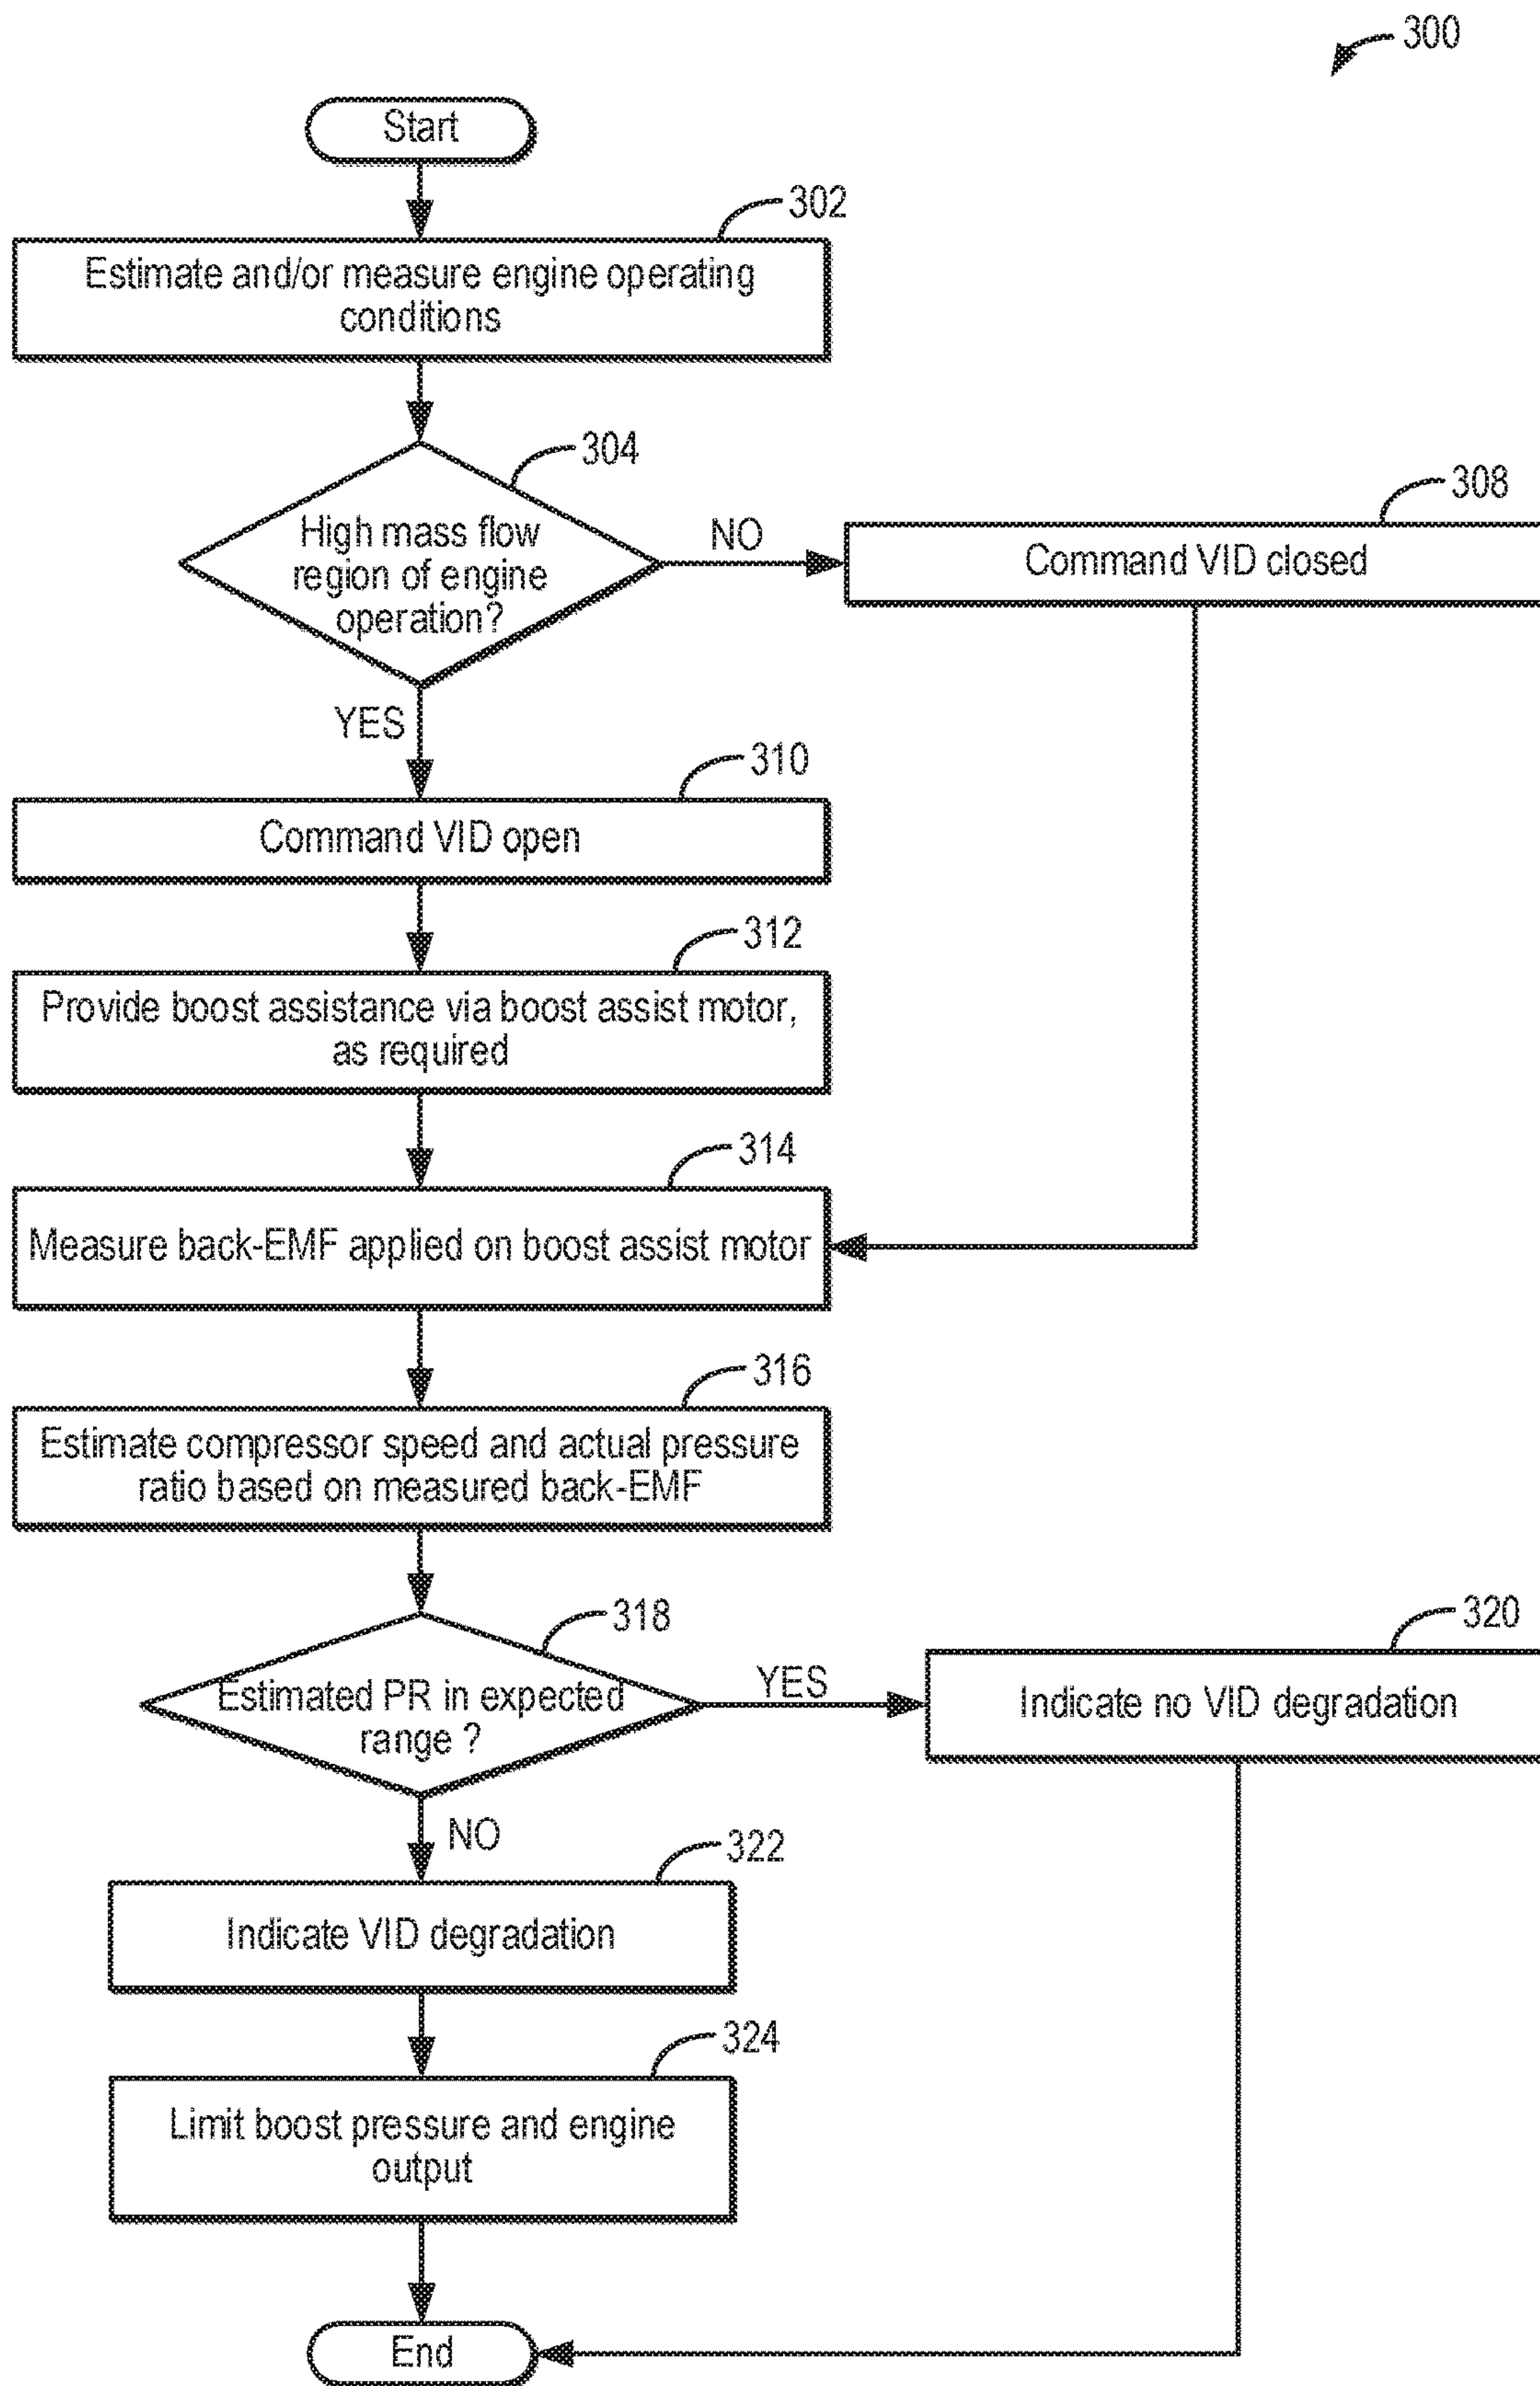 300
Start
302
Estimate and/or measure engine operating
conditions
304
High mass flow
region of engine
operation?
NO
308
Command VID closed
YES
310
Command VID open
312
Provide boost assistance via boost assist motor,
as required
314
Measure back-EMF applied on boost assist motor
316
Estimate compressor speed and actual pressure
ratio based on measured back-EMF
318
Estimated PR in expected
range ?
YES
320
Indicate no VID degradation
NO
322
Indicate VID degradation
324
Limit boost pressure and engine
output
End